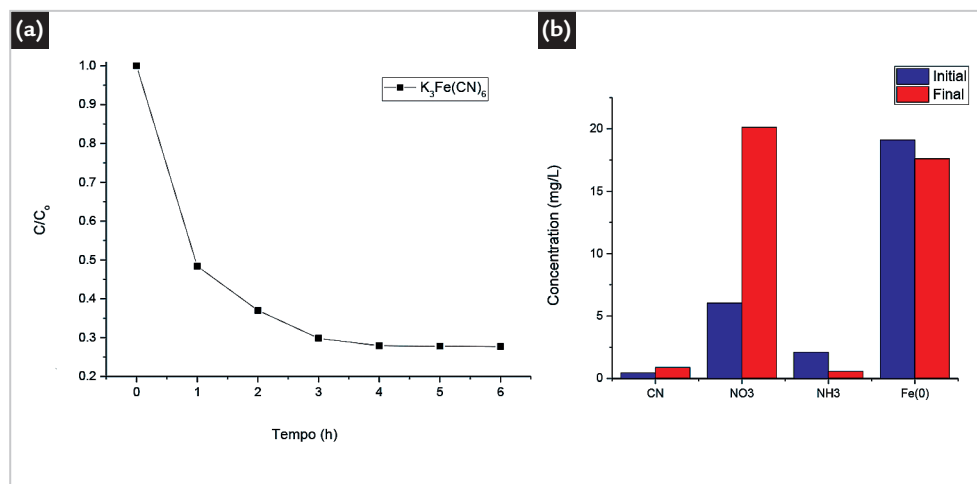 (a)
1.0
0.9
0.8
0.7
0.6
0.5
0.4
0.3
0.2
0 1 2 3 4 5 6
C/C₀
Tempo (h)
K₃Fe(CN)₆
(b)
Initial
Final
20
15
10
5
0
CN NO3 NH3 Fe(0)
Concentration (mg/L)